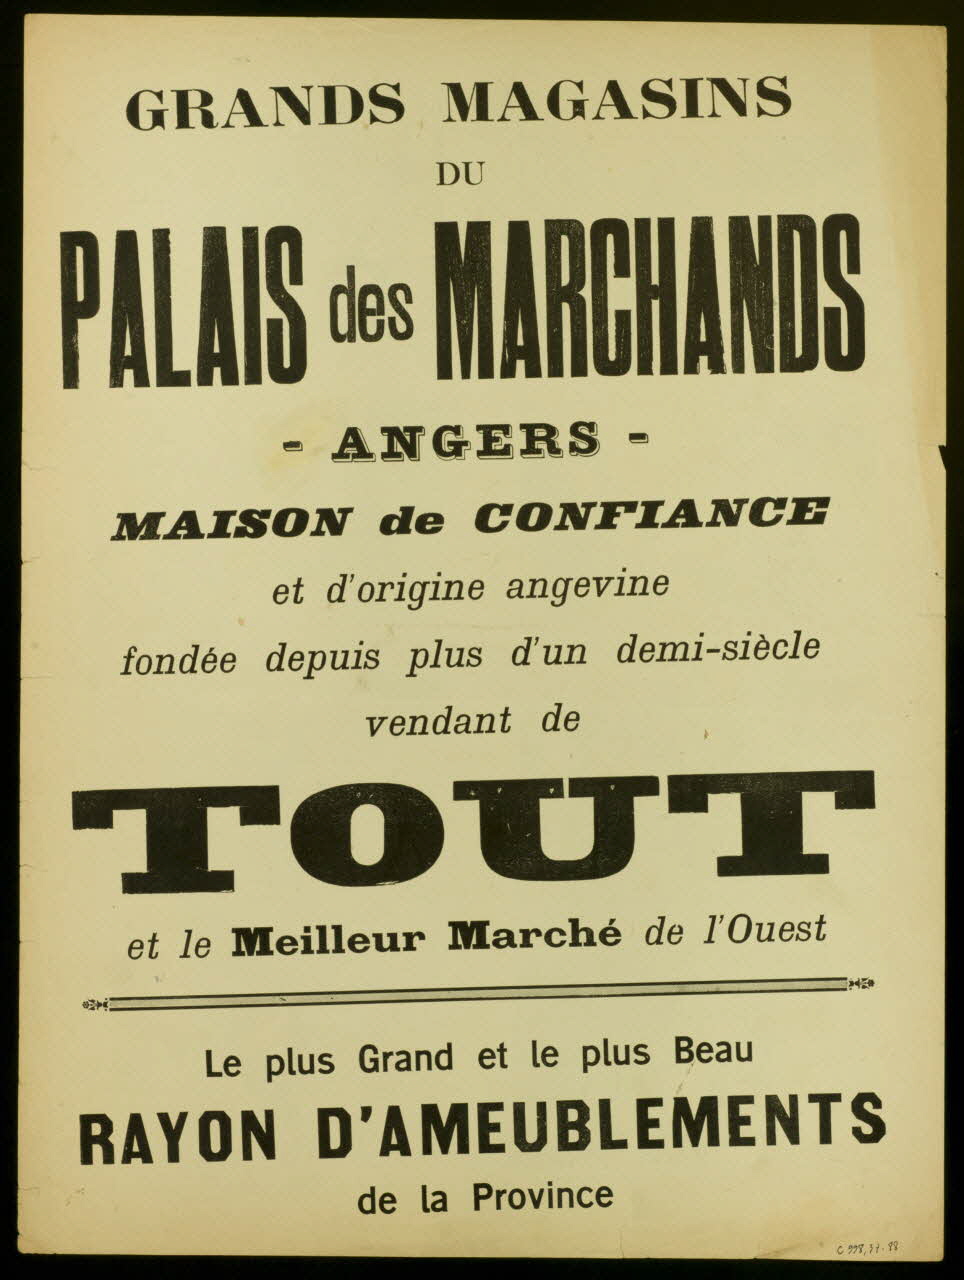 GRANDS MAGASINS
DU
PALAIS des MARCHANDS
- ANGERS -
MAISON de CONFIANCE
et d'origine angevine
fondée depuis plus d'un demi-siècle
vendant de
TOUT
et le Meilleur Marché de l'Ouest
Le plus Grand et le plus Beau
RAYON D'AMEUBLEMENTS
de la Province